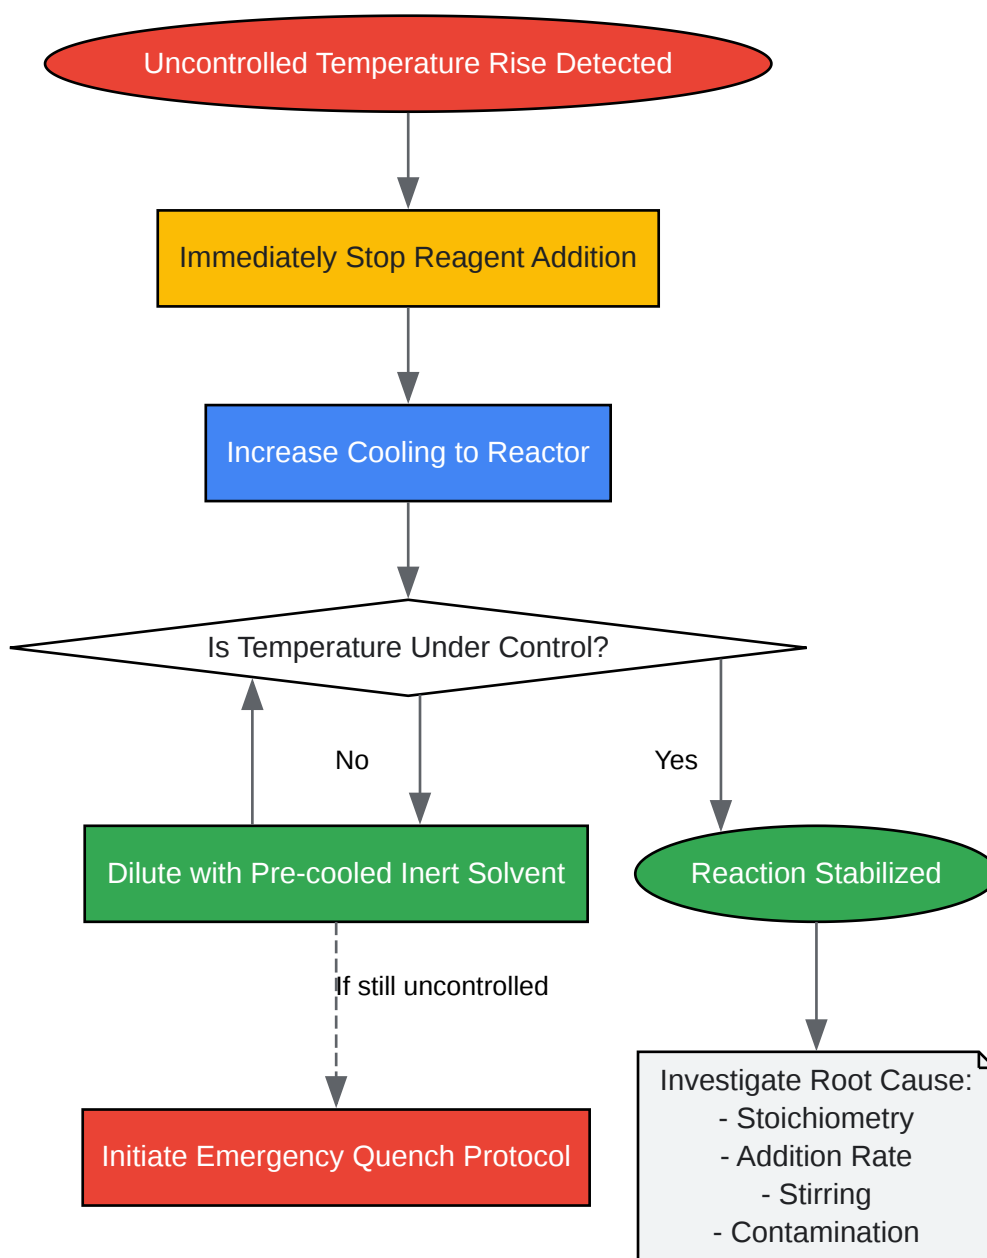 Uncontrolled Temperature Rise Detected
Immediately Stop Reagent Addition
Increase Cooling to Reactor
Is Temperature Under Control?
No
Yes
Dilute with Pre-cooled Inert Solvent
Reaction Stabilized
If still uncontrolled
Initiate Emergency Quench Protocol
Investigate Root Cause:
- Stoichiometry
- Addition Rate
- Stirring
- Contamination